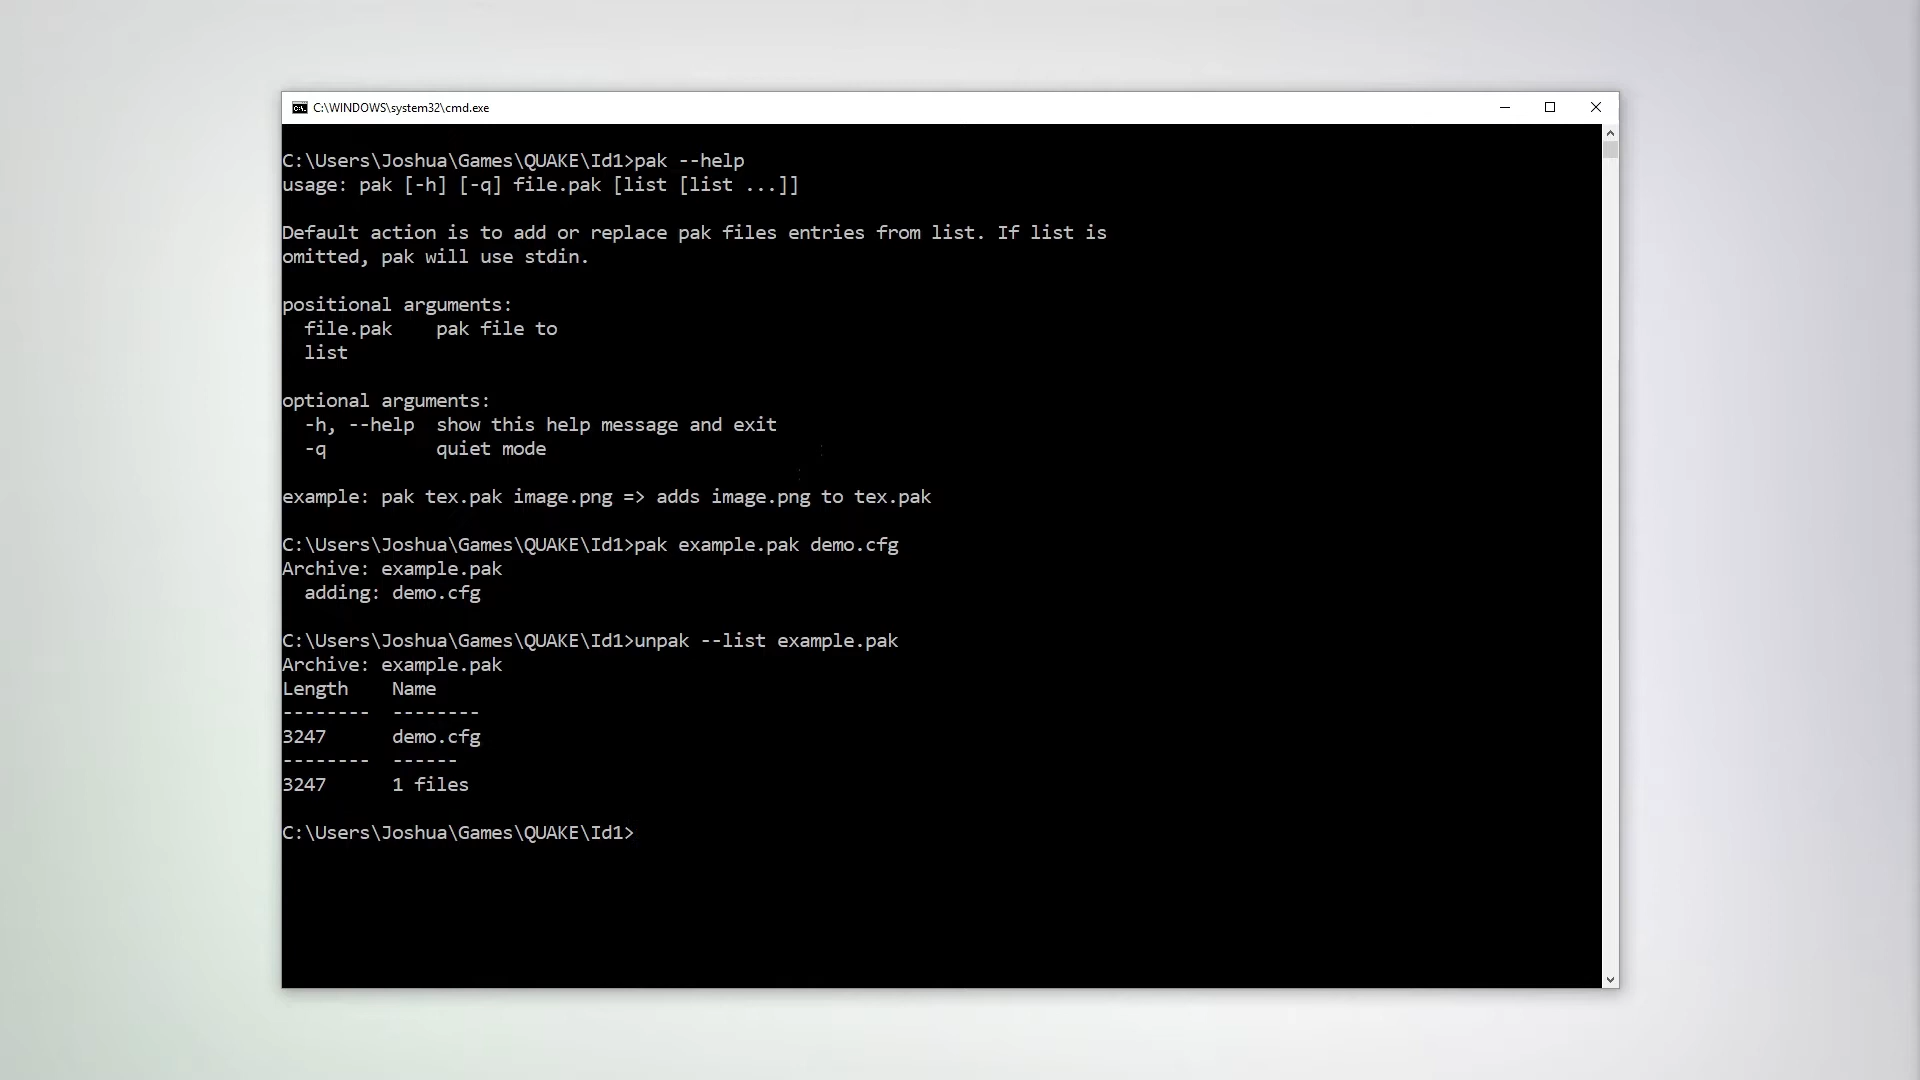 C:\WINDOWS\system32\cmd.exe
C:\Users\Joshua\Games\QUAKE\Id1>pak --help
usage: pak [-h] [-q] file.pak [list [list ...]]
Default action is to add or replace pak files entries from list. If list is
omitted, pak will use stdin.
positional arguments:
  file.pak    pak file to
  list
optional arguments:
  -h, --help  show this help message and exit
  -q          quiet mode
example: pak tex.pak image.png => adds image.png to tex.pak
C:\Users\Joshua\Games\QUAKE\Id1>pak example.pak demo.cfg
Archive: example.pak
  adding: demo.cfg
C:\Users\Joshua\Games\QUAKE\Id1>unpak --list example.pak
Archive: example.pak
Length    Name
--------  --------
3247      demo.cfg
--------  ------
3247      1 files
C:\Users\Joshua\Games\QUAKE\Id1>